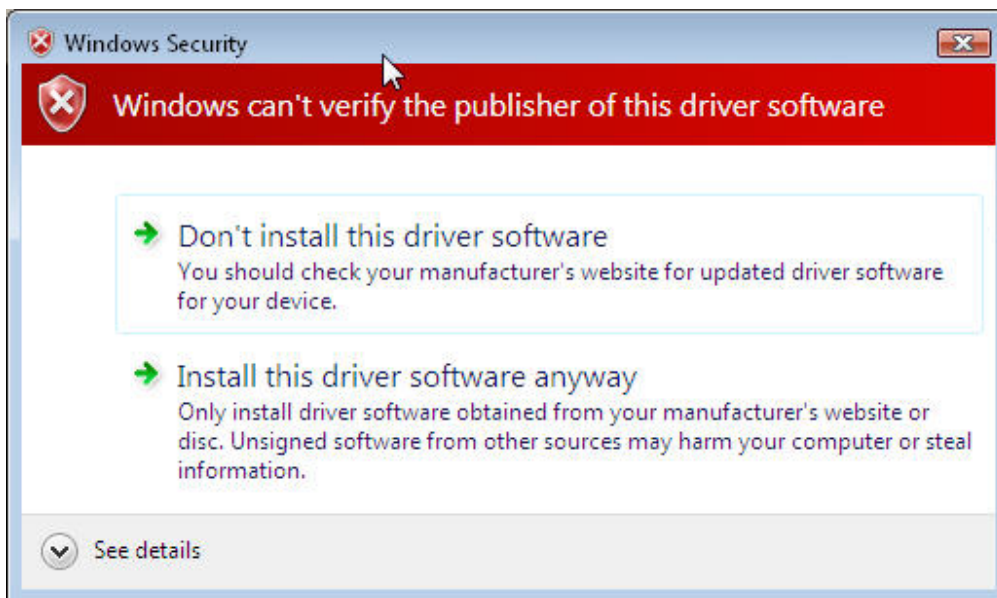 Windows Security
Windows can't verify the publisher of this driver software
Don't install this driver software
You should check your manufacturer's website for updated driver software
for your device.
Install this driver software anyway
Only install driver software obtained from your manufacturer's website or
disc. Unsigned software from other sources may harm your computer or steal
information.
See details